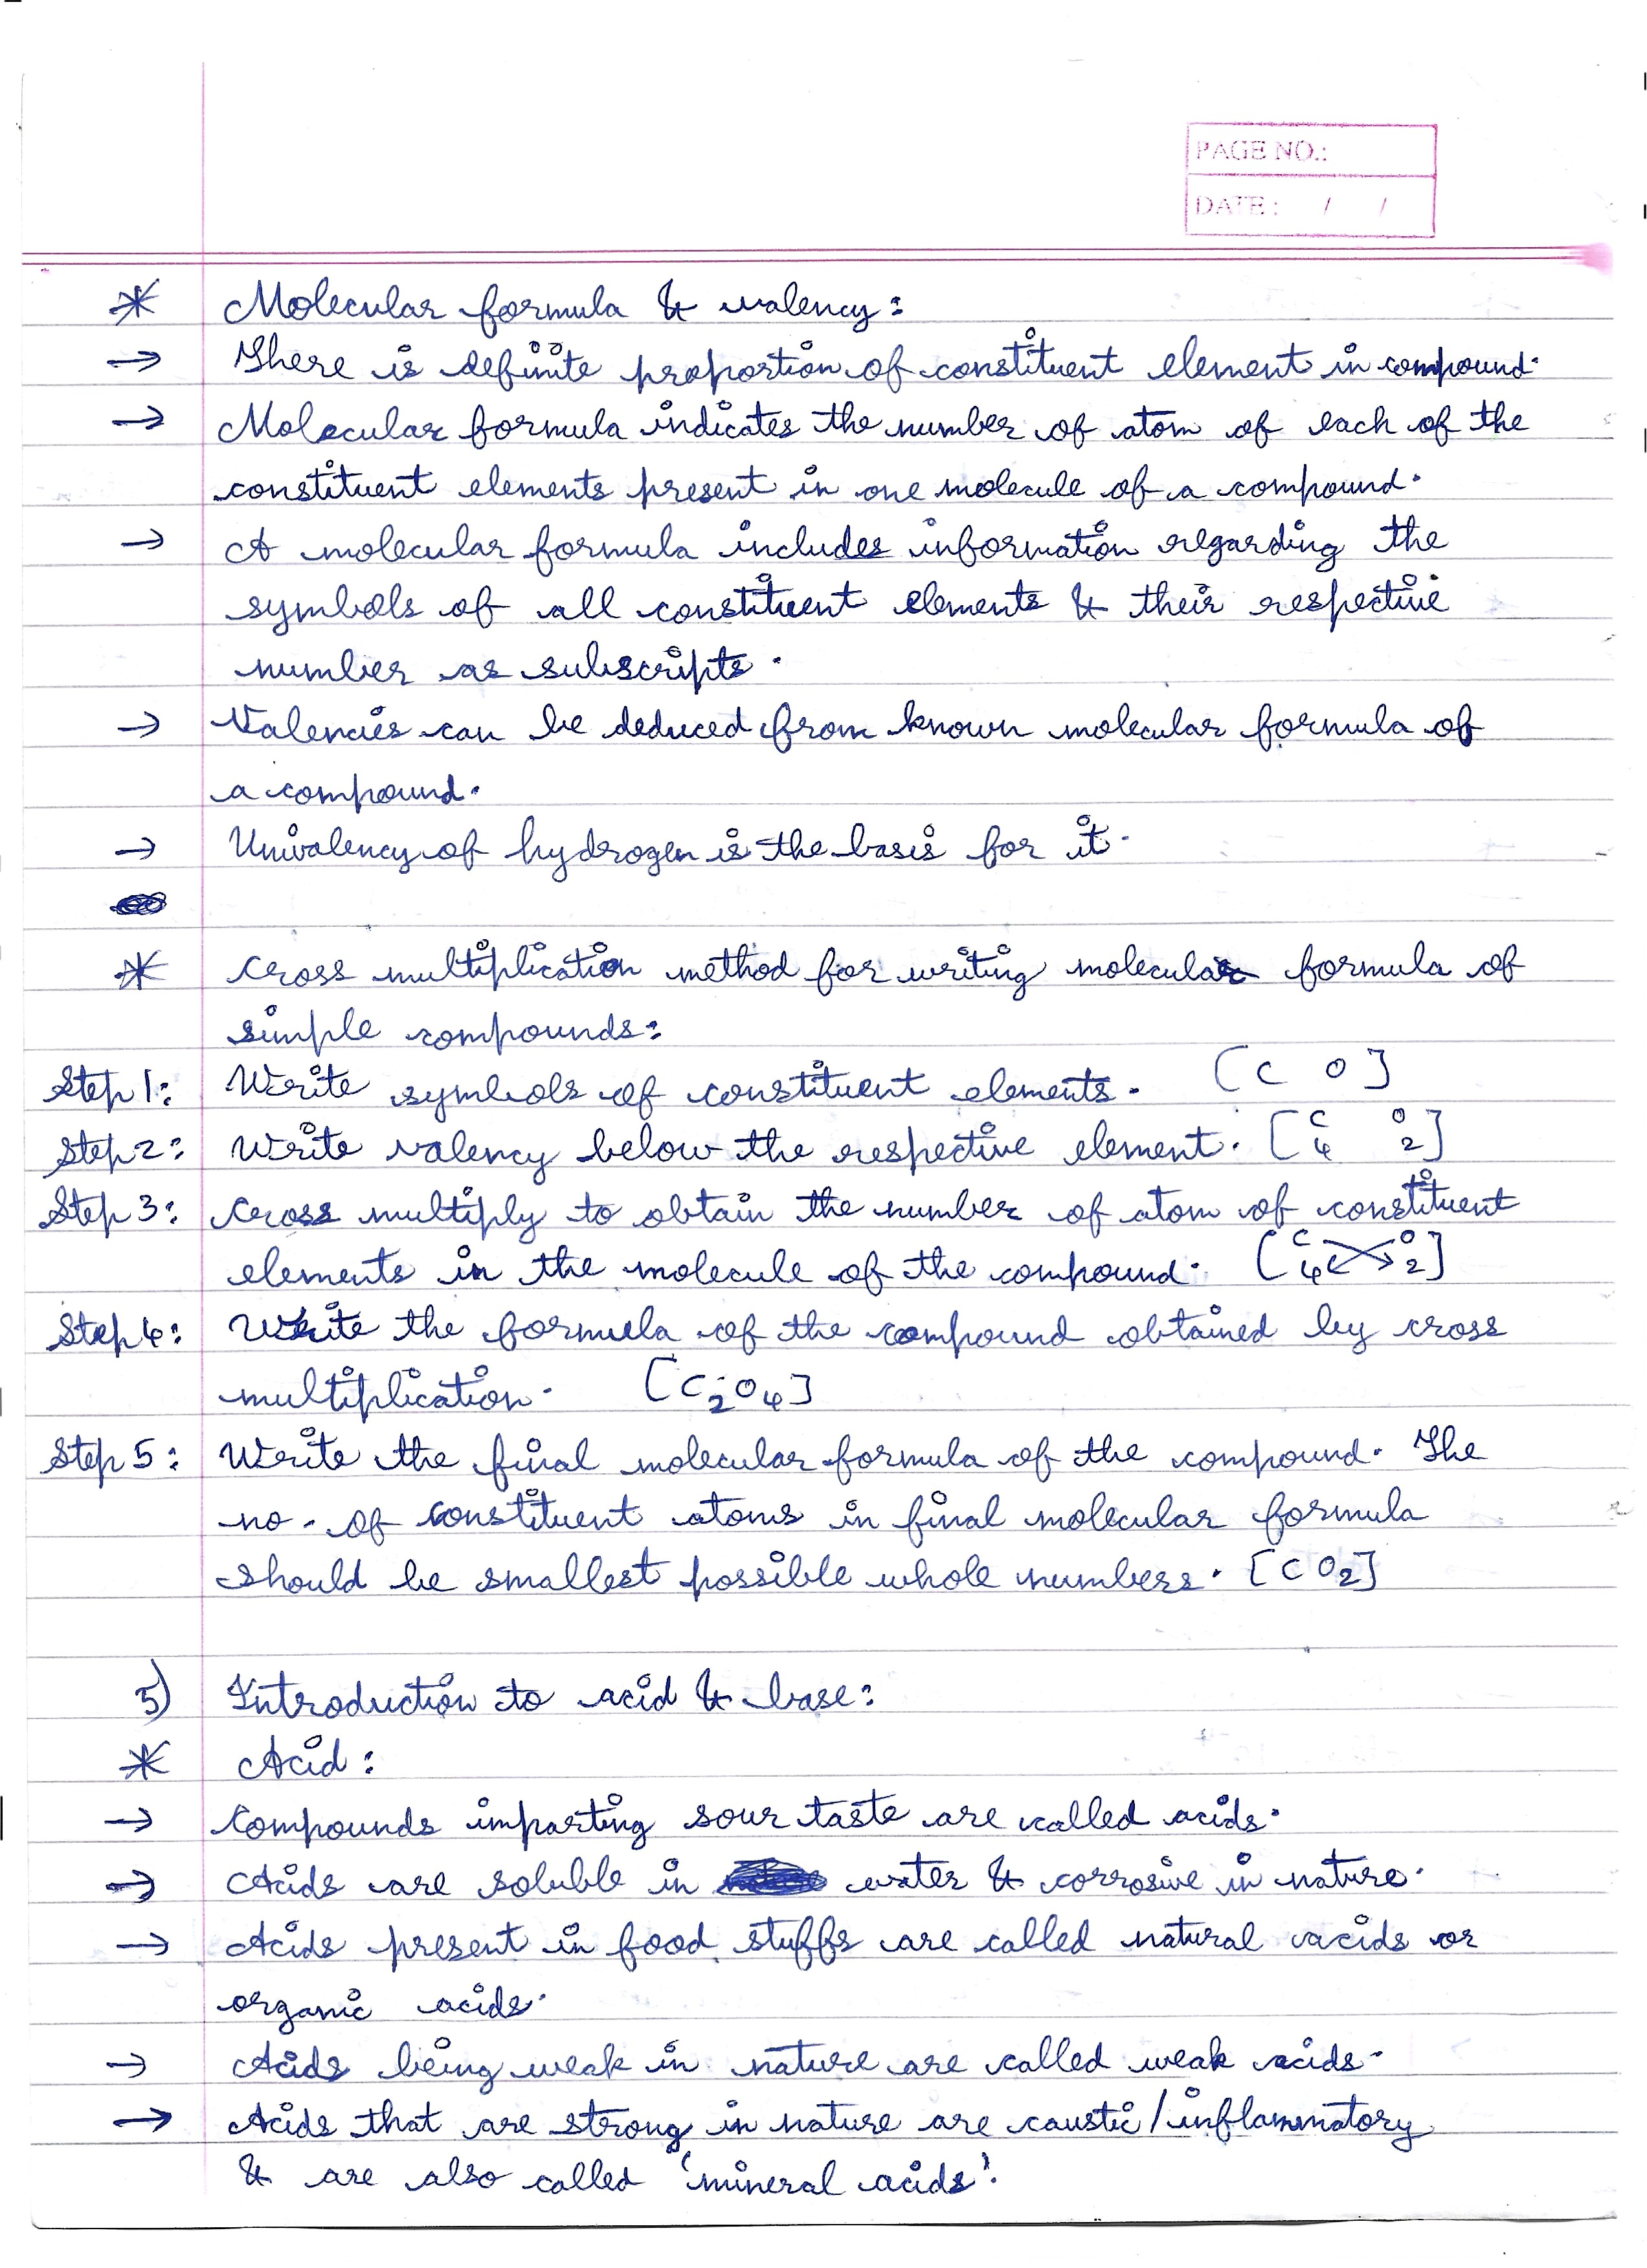 PAGE NO.:
DATE: / /
* Molecular formula & valency:
→ There is definite proportion of constituent element in compound.
→ Molecular formula indicates the number of atom of each of the
constituent elements present in one molecule of a compound.
→ A molecular formula includes information regarding the
symbols of all constituent elements & their respective
number as subscripts.
→ Valencies can be deduced from known molecular formula of
a compound.
→ Univalency of hydrogen is the basis for it.
* Cross multiplication method for writing molecular formula of
simple compounds:
Step 1: Write symbols of constituent elements. [C O]
Step 2: Write valency below the respective element. [C 4 O 2]
Step 3: Cross multiply to obtain the number of atom of constituent
elements in the molecule of the compound. [C 4 O 2]
Step 4: Write the formula of the compound obtained by cross
multiplication. [C₂O₄]
Step 5: Write the final molecular formula of the compound. The
no. of constituent atoms in final molecular formula
should be smallest possible whole numbers. [CO₂]
5) Introduction to acid & base:
* Acid:
→ Compounds imparting sour taste are called acids.
→ Acids are soluble in water & corrosive in nature.
→ Acids present in food stuffs are called natural acids or
organic acids.
→ Acids being weak in nature are called weak acids.
→ Acids that are strong in nature are caustic/inflammatory
& are also called 'mineral acids'.